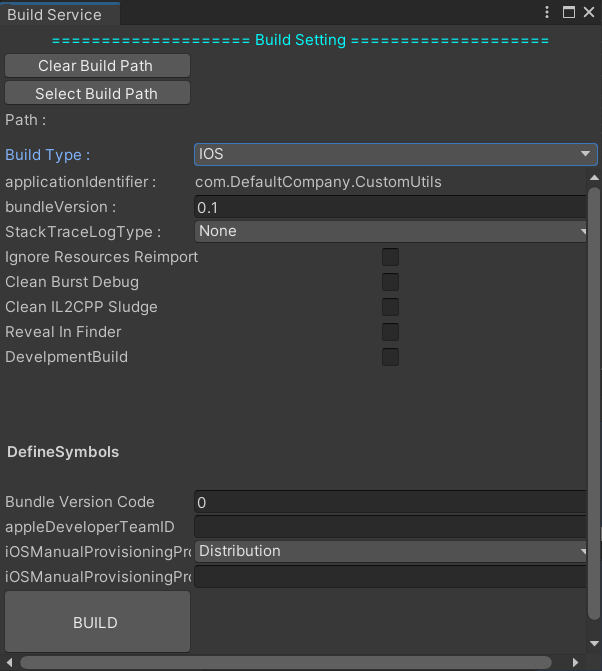 Build Service
==================== Build Setting ====================
Clear Build Path
Select Build Path
Path :
Build Type : IOS
applicationIdentifier : com.DefaultCompany.CustomUtils
bundleVersion : 0.1
StackTraceLogType : None
Ignore Resources Reimport
Clean Burst Debug
Clean IL2CPP Sludge
Reveal In Finder
DevelpmentBuild
DefineSymbols
Bundle Version Code 0
appleDeveloperTeamID
iOSManualProvisioningPro Distribution
iOSManualProvisioningPro
BUILD